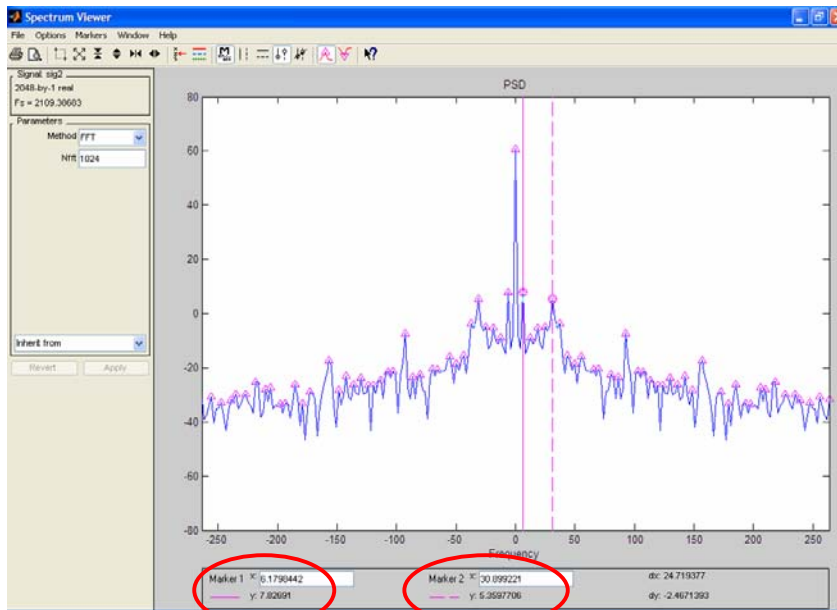 Spectrum Viewer
File Options Markers Window Help
Signal: sig2
2048-by-1 real
Fs = 2109.30603
Parameters
Method FFT
Nfft 1024
Inherit from
Revert Apply
PSD
80
60
40
20
0
-20
-40
-60
-80
-250 -200 -150 -100 -50 0 50 100 150 200 250
Frequency
Marker 1 x: 6.1798442
y: 7.82691
Marker 2 x: 30.899221
y: 5.3597706
dx: 24.719377
dy: -2.4671393